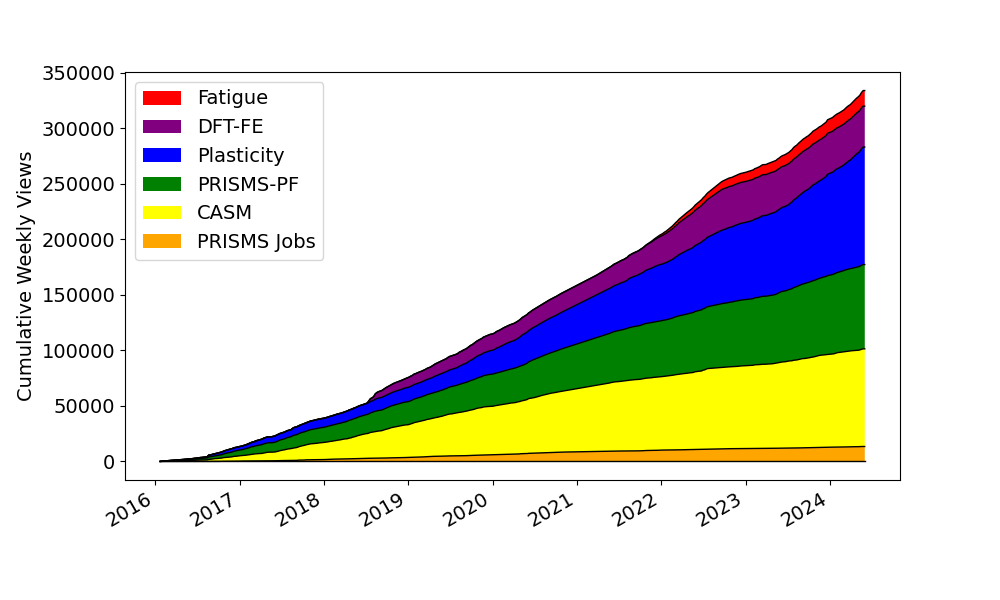 350000
300000
250000
200000
150000
100000
50000
0
Cumulative Weekly Views
Fatigue
DFT-FE
Plasticity
PRISMS-PF
CASM
PRISMS Jobs
2016
2017
2018
2019
2020
2021
2022
2023
2024